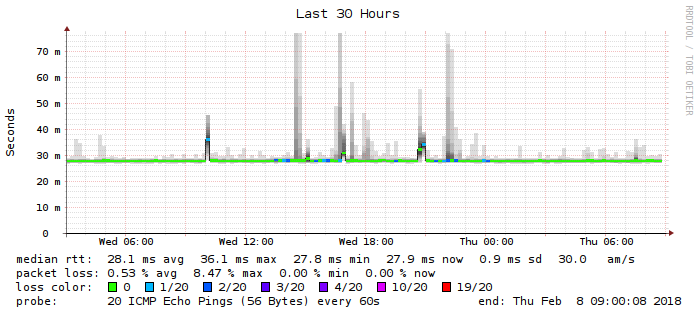 Last 30 Hours
RRDTOOL / TOBI OETIKER
Seconds
70 m
60 m
50 m
40 m
30 m
20 m
10 m
0
Wed 06:00 Wed 12:00 Wed 18:00 Thu 00:00 Thu 06:00
median rtt: 28.1 ms avg 36.1 ms max 27.8 ms min 27.9 ms now 0.9 ms sd 30.0 am/s
packet loss: 0.53 % avg 8.47 % max 0.00 % min 0.00 % now
loss color: 0 1/20 2/20 3/20 4/20 10/20 19/20
probe: 20 ICMP Echo Pings (56 Bytes) every 60s end: Thu Feb 8 09:00:08 2018